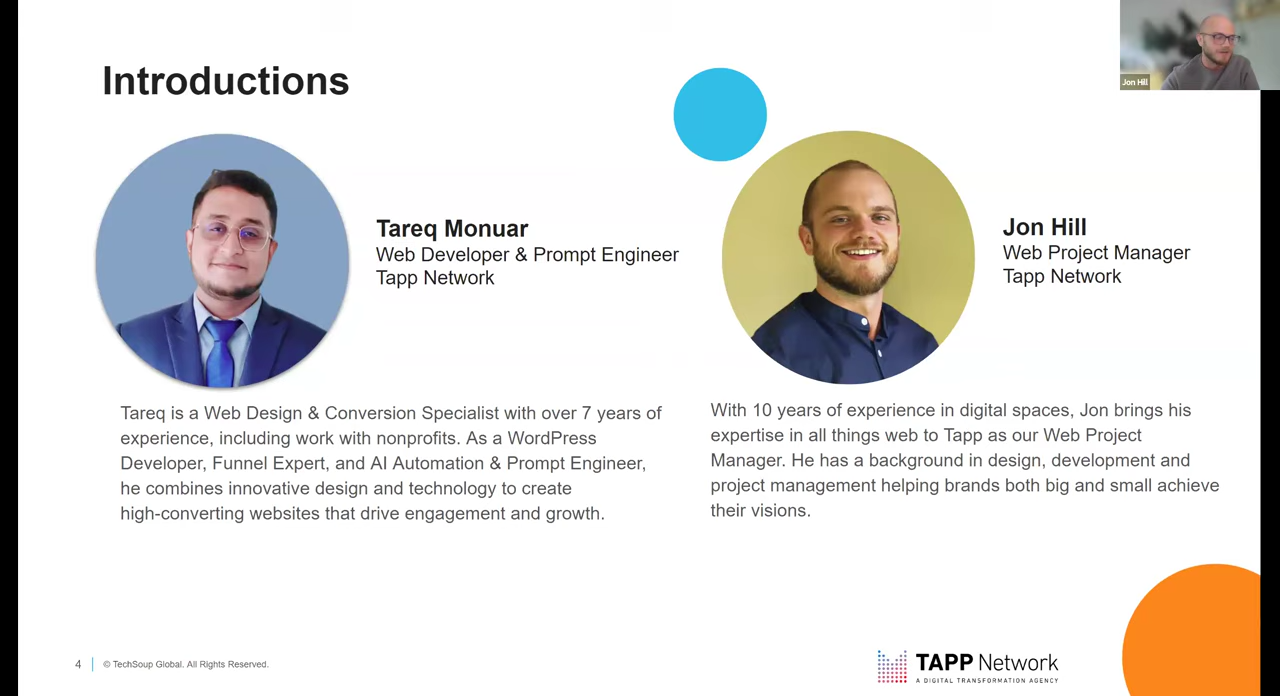 Introductions
Jon Hill
Tareq Monuar
Web Developer & Prompt Engineer
Tapp Network
Jon Hill
Web Project Manager
Tapp Network
Tareq is a Web Design & Conversion Specialist with over 7 years of
experience, including work with nonprofits. As a WordPress
Developer, Funnel Expert, and AI Automation & Prompt Engineer,
he combines innovative design and technology to create
high-converting websites that drive engagement and growth.
With 10 years of experience in digital spaces, Jon brings his
expertise in all things web to Tapp as our Web Project
Manager. He has a background in design, development and
project management helping brands both big and small achieve
their visions.
4
© TechSoup Global. All Rights Reserved.
TAPP Network
A DIGITAL TRANSFORMATION AGENCY